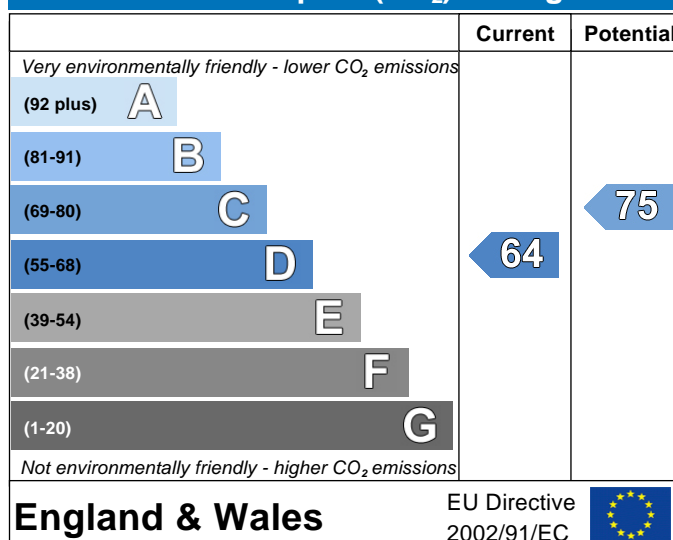 Current Potential
Very environmentally friendly - lower CO₂ emissions
(92 plus) A
(81-91) B
(69-80) C
75
(55-68) D
64
(39-54) E
(21-38) F
(1-20) G
Not environmentally friendly - higher CO₂ emissions
England & Wales
EU Directive
2002/91/EC